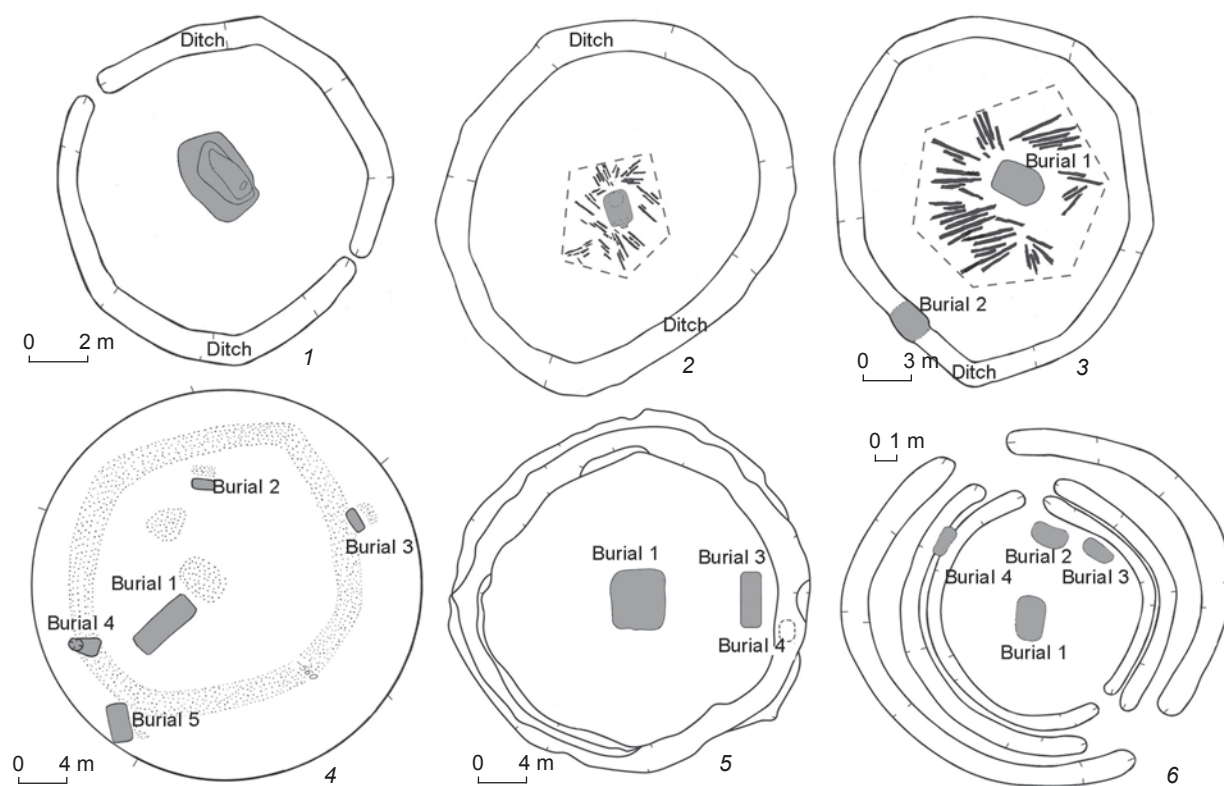 Ditch
Ditch
0 2 m
1
Ditch
Ditch
2
Burial 1
Burial 2
Ditch
0 3 m
3
Burial 2
Burial 3
Burial 1
Burial 4
Burial 5
0 4 m
4
Burial 1
Burial 3
Burial 4
0 4 m
5
0 1 m
Burial 2
Burial 3
Burial 4
Burial 1
6